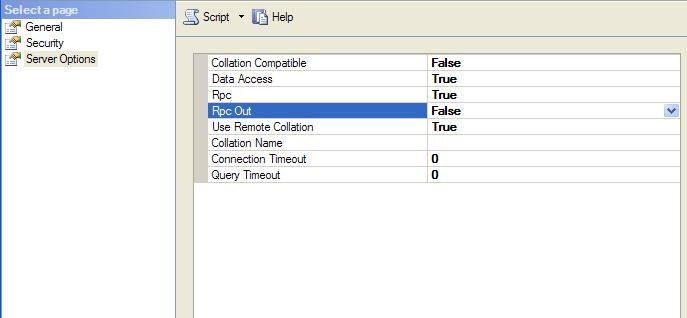 Select a page
General
Security
Server Options
Script Help
Collation Compatible False
Data Access True
Rpc True
Rpc Out False
Use Remote Collation True
Collation Name
Connection Timeout 0
Query Timeout 0